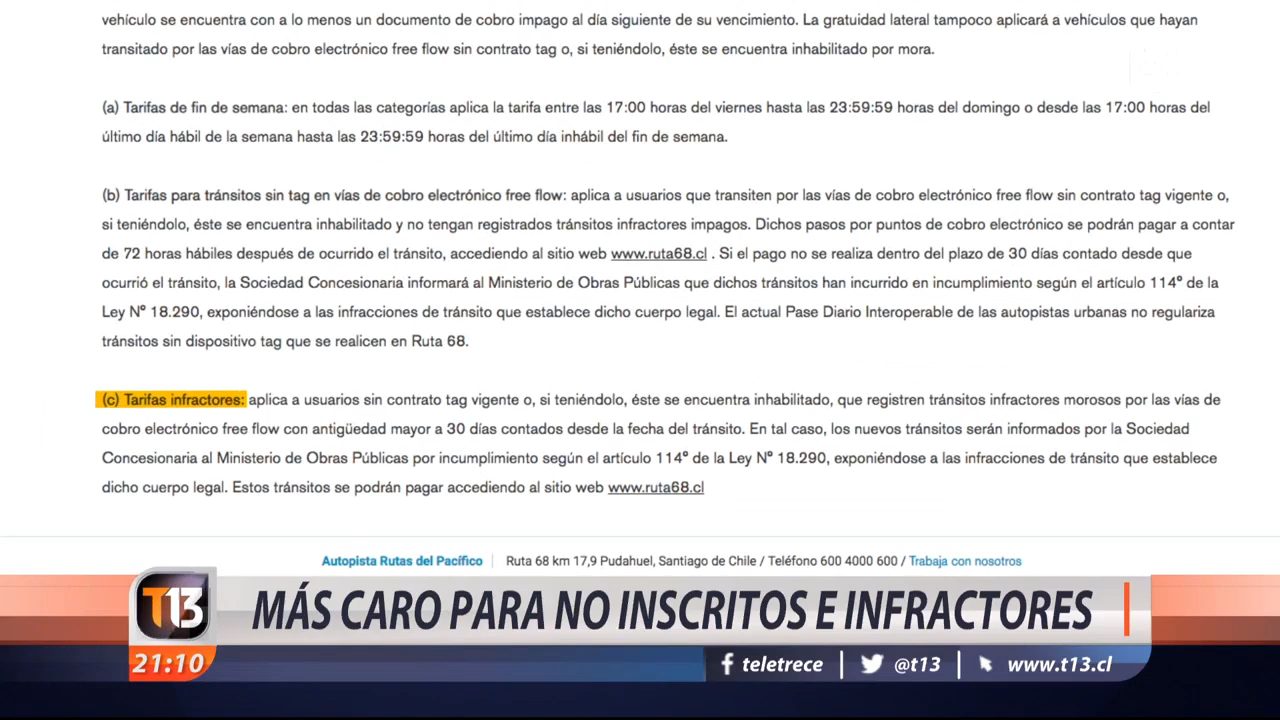 vehículo se encuentra con a lo menos un documento de cobro impago al día siguiente de su vencimiento. La gratuidad lateral tampoco aplicará a vehículos que hayan
transitado por las vías de cobro electrónico free flow sin contrato tag o, si teniéndolo, éste se encuentra inhabilitado por mora.
(a) Tarifas de fin de semana: en todas las categorías aplica la tarifa entre las 17:00 horas del viernes hasta las 23:59:59 horas del domingo o desde las 17:00 horas del
último día hábil de la semana hasta las 23:59:59 horas del último día inhábil del fin de semana.
(b) Tarifas para tránsitos sin tag en vías de cobro electrónico free flow: aplica a usuarios que transiten por las vías de cobro electrónico free flow sin contrato tag vigente o,
si teniéndolo, éste se encuentra inhabilitado y no tengan registrados tránsitos infractores impagos. Dichos pasos por puntos de cobro electrónico se podrán pagar a contar
de 72 horas hábiles después de ocurrido el tránsito, accediendo al sitio web www.ruta68.cl . Si el pago no se realiza dentro del plazo de 30 días contado desde que
ocurrió el tránsito, la Sociedad Concesionaria informará al Ministerio de Obras Públicas que dichos tránsitos han incurrido en incumplimiento según el artículo 114º de la
Ley Nº 18.290, exponiéndose a las infracciones de tránsito que establece dicho cuerpo legal. El actual Pase Diario Interoperable de las autopistas urbanas no regulariza
tránsitos sin dispositivo tag que se realicen en Ruta 68.
(c) Tarifas infractores: aplica a usuarios sin contrato tag vigente o, si teniéndolo, éste se encuentra inhabilitado, que registren tránsitos infractores morosos por las vías de
cobro electrónico free flow con antigüedad mayor a 30 días contados desde la fecha del tránsito. En tal caso, los nuevos tránsitos serán informados por la Sociedad
Concesionaria al Ministerio de Obras Públicas por incumplimiento según el artículo 114º de la Ley Nº 18.290, exponiéndose a las infracciones de tránsito que establece
dicho cuerpo legal. Estos tránsitos se podrán pagar accediendo al sitio web www.ruta68.cl
Autopista Rutas del Pacífico Ruta 68 km 17,9 Pudahuel, Santiago de Chile / Teléfono 600 4000 600 / Trabaja con nosotros
T13
MÁS CARO PARA NO INSCRITOS E INFRACTORES
21:10
teletrece @t13 www.t13.cl